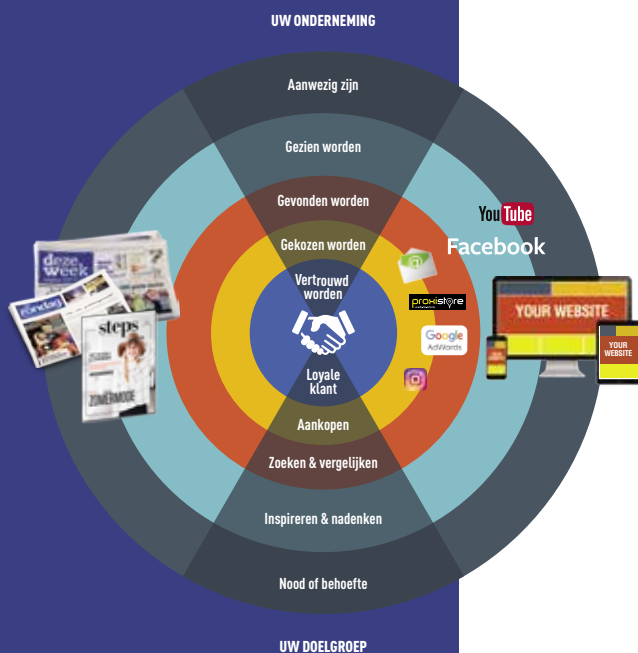 UW ONDERNEMING
Aanwezig zijn
Gezien worden
Gevonden worden
Gekozen worden
Vertrouwd
worden
YouTube
Facebook
@
proxistore
YOUR WEBSITE
YOUR
WEBSITE
Google
AdWords
deze
week
rondag
steps
ZOMERMODE
Loyale
klant
Aankopen
Zoeken & vergelijken
Inspireren & nadenken
Nood of behoefte
UW DOELGROEP